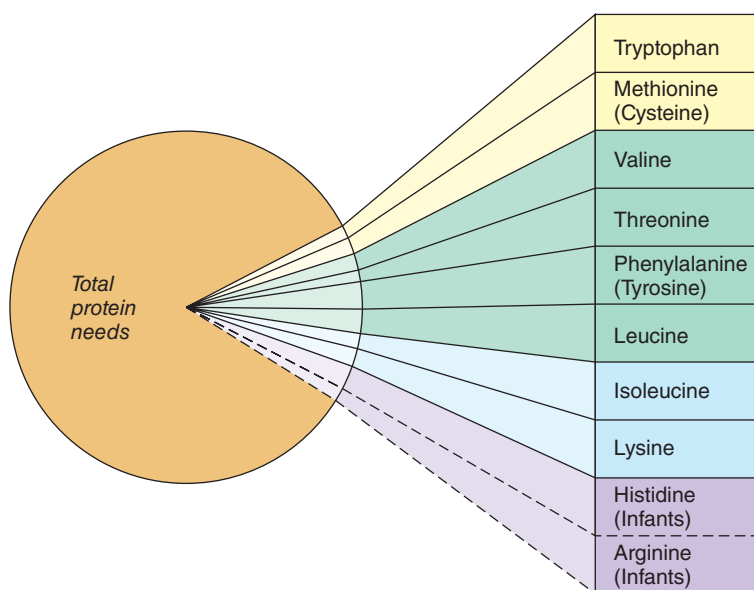 Total
protein
needs
Tryptophan
Methionine
(Cysteine)
Valine
Threonine
Phenylalanine
(Tyrosine)
Leucine
Isoleucine
Lysine
Histidine
(Infants)
Arginine
(Infants)